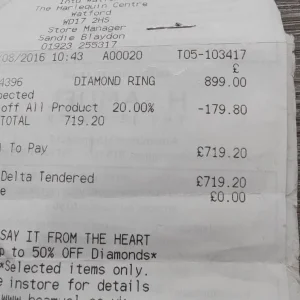 The Harlequin Centre
Watford
WD17 2HS
Store Manager
Sandie Blaydon
01923 255317
08/2016 10:43 A00020 T05-103417
£
4396 DIAMOND RING 899.00
pected
off All Product 20.00% -179.80
TOTAL 719.20
To Pay £719.20
Delta Tendered £719.20
e £0.00
SAY IT FROM THE HEART
p to 50% OFF Diamonds*
*Selected items only.
e instore for details